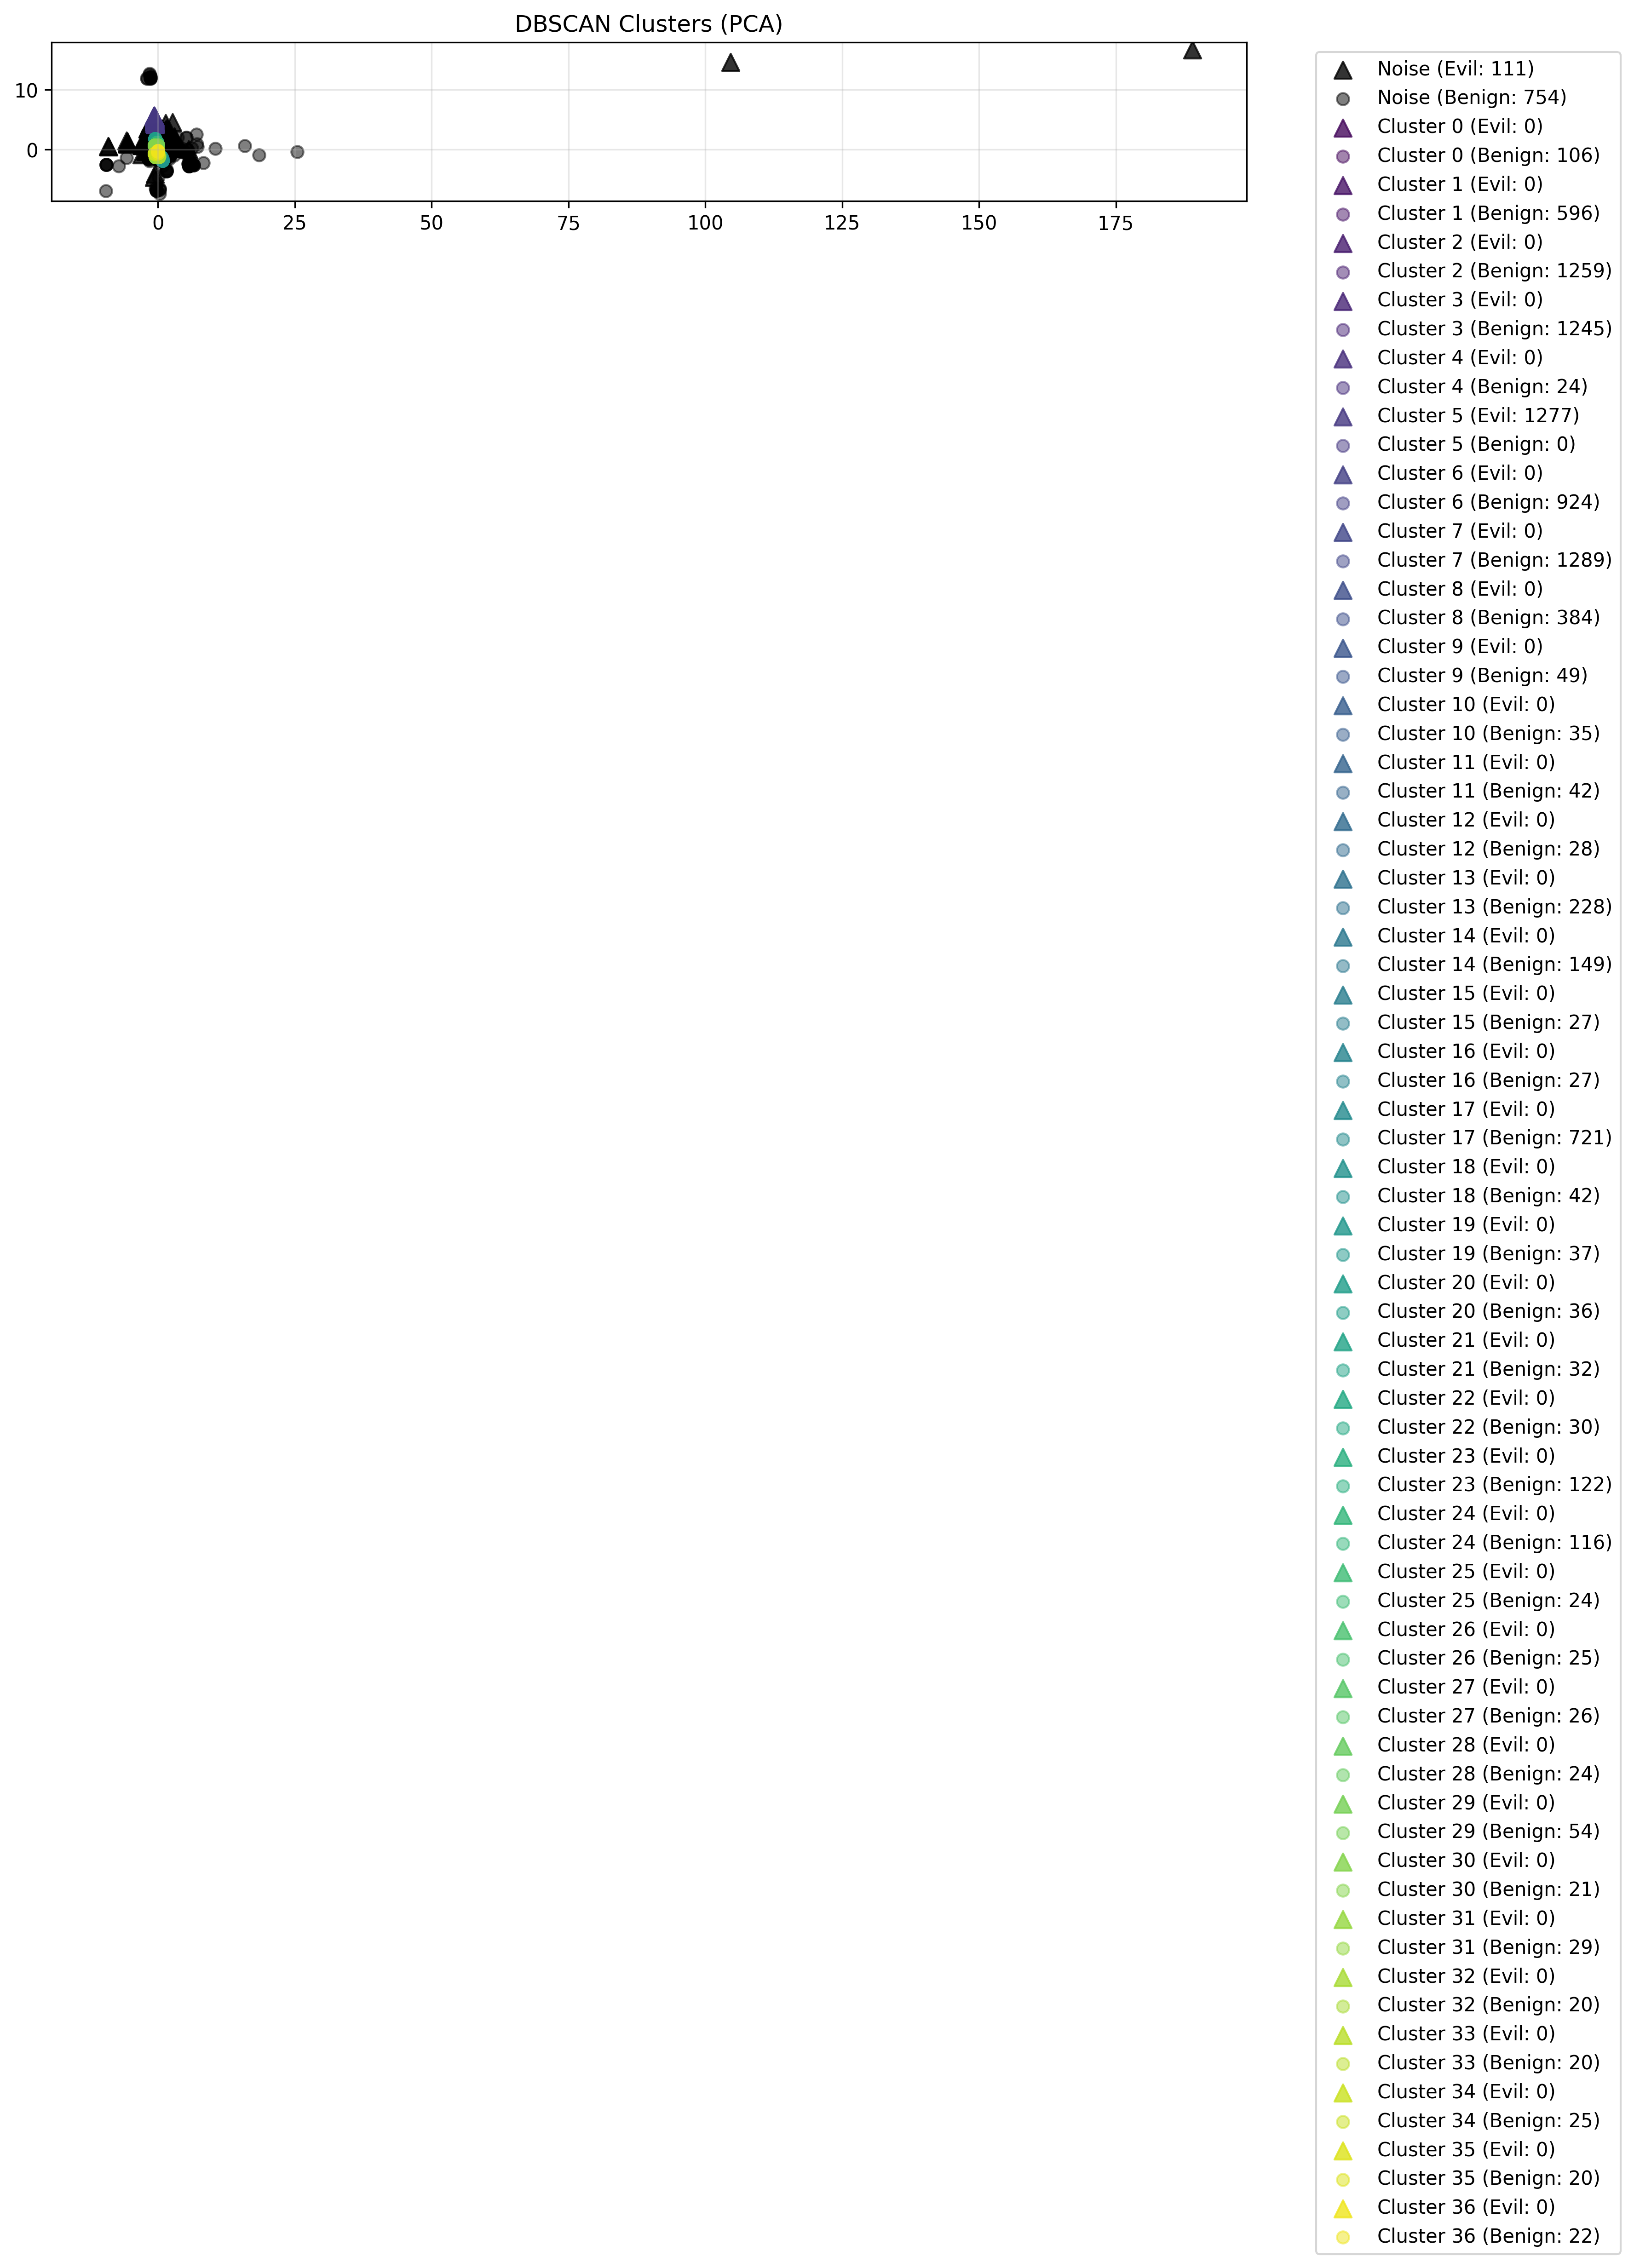 DBSCAN Clusters (PCA)
10
0
0
25
50
75
100
125
150
175
Noise (Evil: 111)
Noise (Benign: 754)
Cluster 0 (Evil: 0)
Cluster 0 (Benign: 106)
Cluster 1 (Evil: 0)
Cluster 1 (Benign: 596)
Cluster 2 (Evil: 0)
Cluster 2 (Benign: 1259)
Cluster 3 (Evil: 0)
Cluster 3 (Benign: 1245)
Cluster 4 (Evil: 0)
Cluster 4 (Benign: 24)
Cluster 5 (Evil: 1277)
Cluster 5 (Benign: 0)
Cluster 6 (Evil: 0)
Cluster 6 (Benign: 924)
Cluster 7 (Evil: 0)
Cluster 7 (Benign: 1289)
Cluster 8 (Evil: 0)
Cluster 8 (Benign: 384)
Cluster 9 (Evil: 0)
Cluster 9 (Benign: 49)
Cluster 10 (Evil: 0)
Cluster 10 (Benign: 35)
Cluster 11 (Evil: 0)
Cluster 11 (Benign: 42)
Cluster 12 (Evil: 0)
Cluster 12 (Benign: 28)
Cluster 13 (Evil: 0)
Cluster 13 (Benign: 228)
Cluster 14 (Evil: 0)
Cluster 14 (Benign: 149)
Cluster 15 (Evil: 0)
Cluster 15 (Benign: 27)
Cluster 16 (Evil: 0)
Cluster 16 (Benign: 27)
Cluster 17 (Evil: 0)
Cluster 17 (Benign: 721)
Cluster 18 (Evil: 0)
Cluster 18 (Benign: 42)
Cluster 19 (Evil: 0)
Cluster 19 (Benign: 37)
Cluster 20 (Evil: 0)
Cluster 20 (Benign: 36)
Cluster 21 (Evil: 0)
Cluster 21 (Benign: 32)
Cluster 22 (Evil: 0)
Cluster 22 (Benign: 30)
Cluster 23 (Evil: 0)
Cluster 23 (Benign: 122)
Cluster 24 (Evil: 0)
Cluster 24 (Benign: 116)
Cluster 25 (Evil: 0)
Cluster 25 (Benign: 24)
Cluster 26 (Evil: 0)
Cluster 26 (Benign: 25)
Cluster 27 (Evil: 0)
Cluster 27 (Benign: 26)
Cluster 28 (Evil: 0)
Cluster 28 (Benign: 24)
Cluster 29 (Evil: 0)
Cluster 29 (Benign: 54)
Cluster 30 (Evil: 0)
Cluster 30 (Benign: 21)
Cluster 31 (Evil: 0)
Cluster 31 (Benign: 29)
Cluster 32 (Evil: 0)
Cluster 32 (Benign: 20)
Cluster 33 (Evil: 0)
Cluster 33 (Benign: 20)
Cluster 34 (Evil: 0)
Cluster 34 (Benign: 25)
Cluster 35 (Evil: 0)
Cluster 35 (Benign: 20)
Cluster 36 (Evil: 0)
Cluster 36 (Benign: 22)